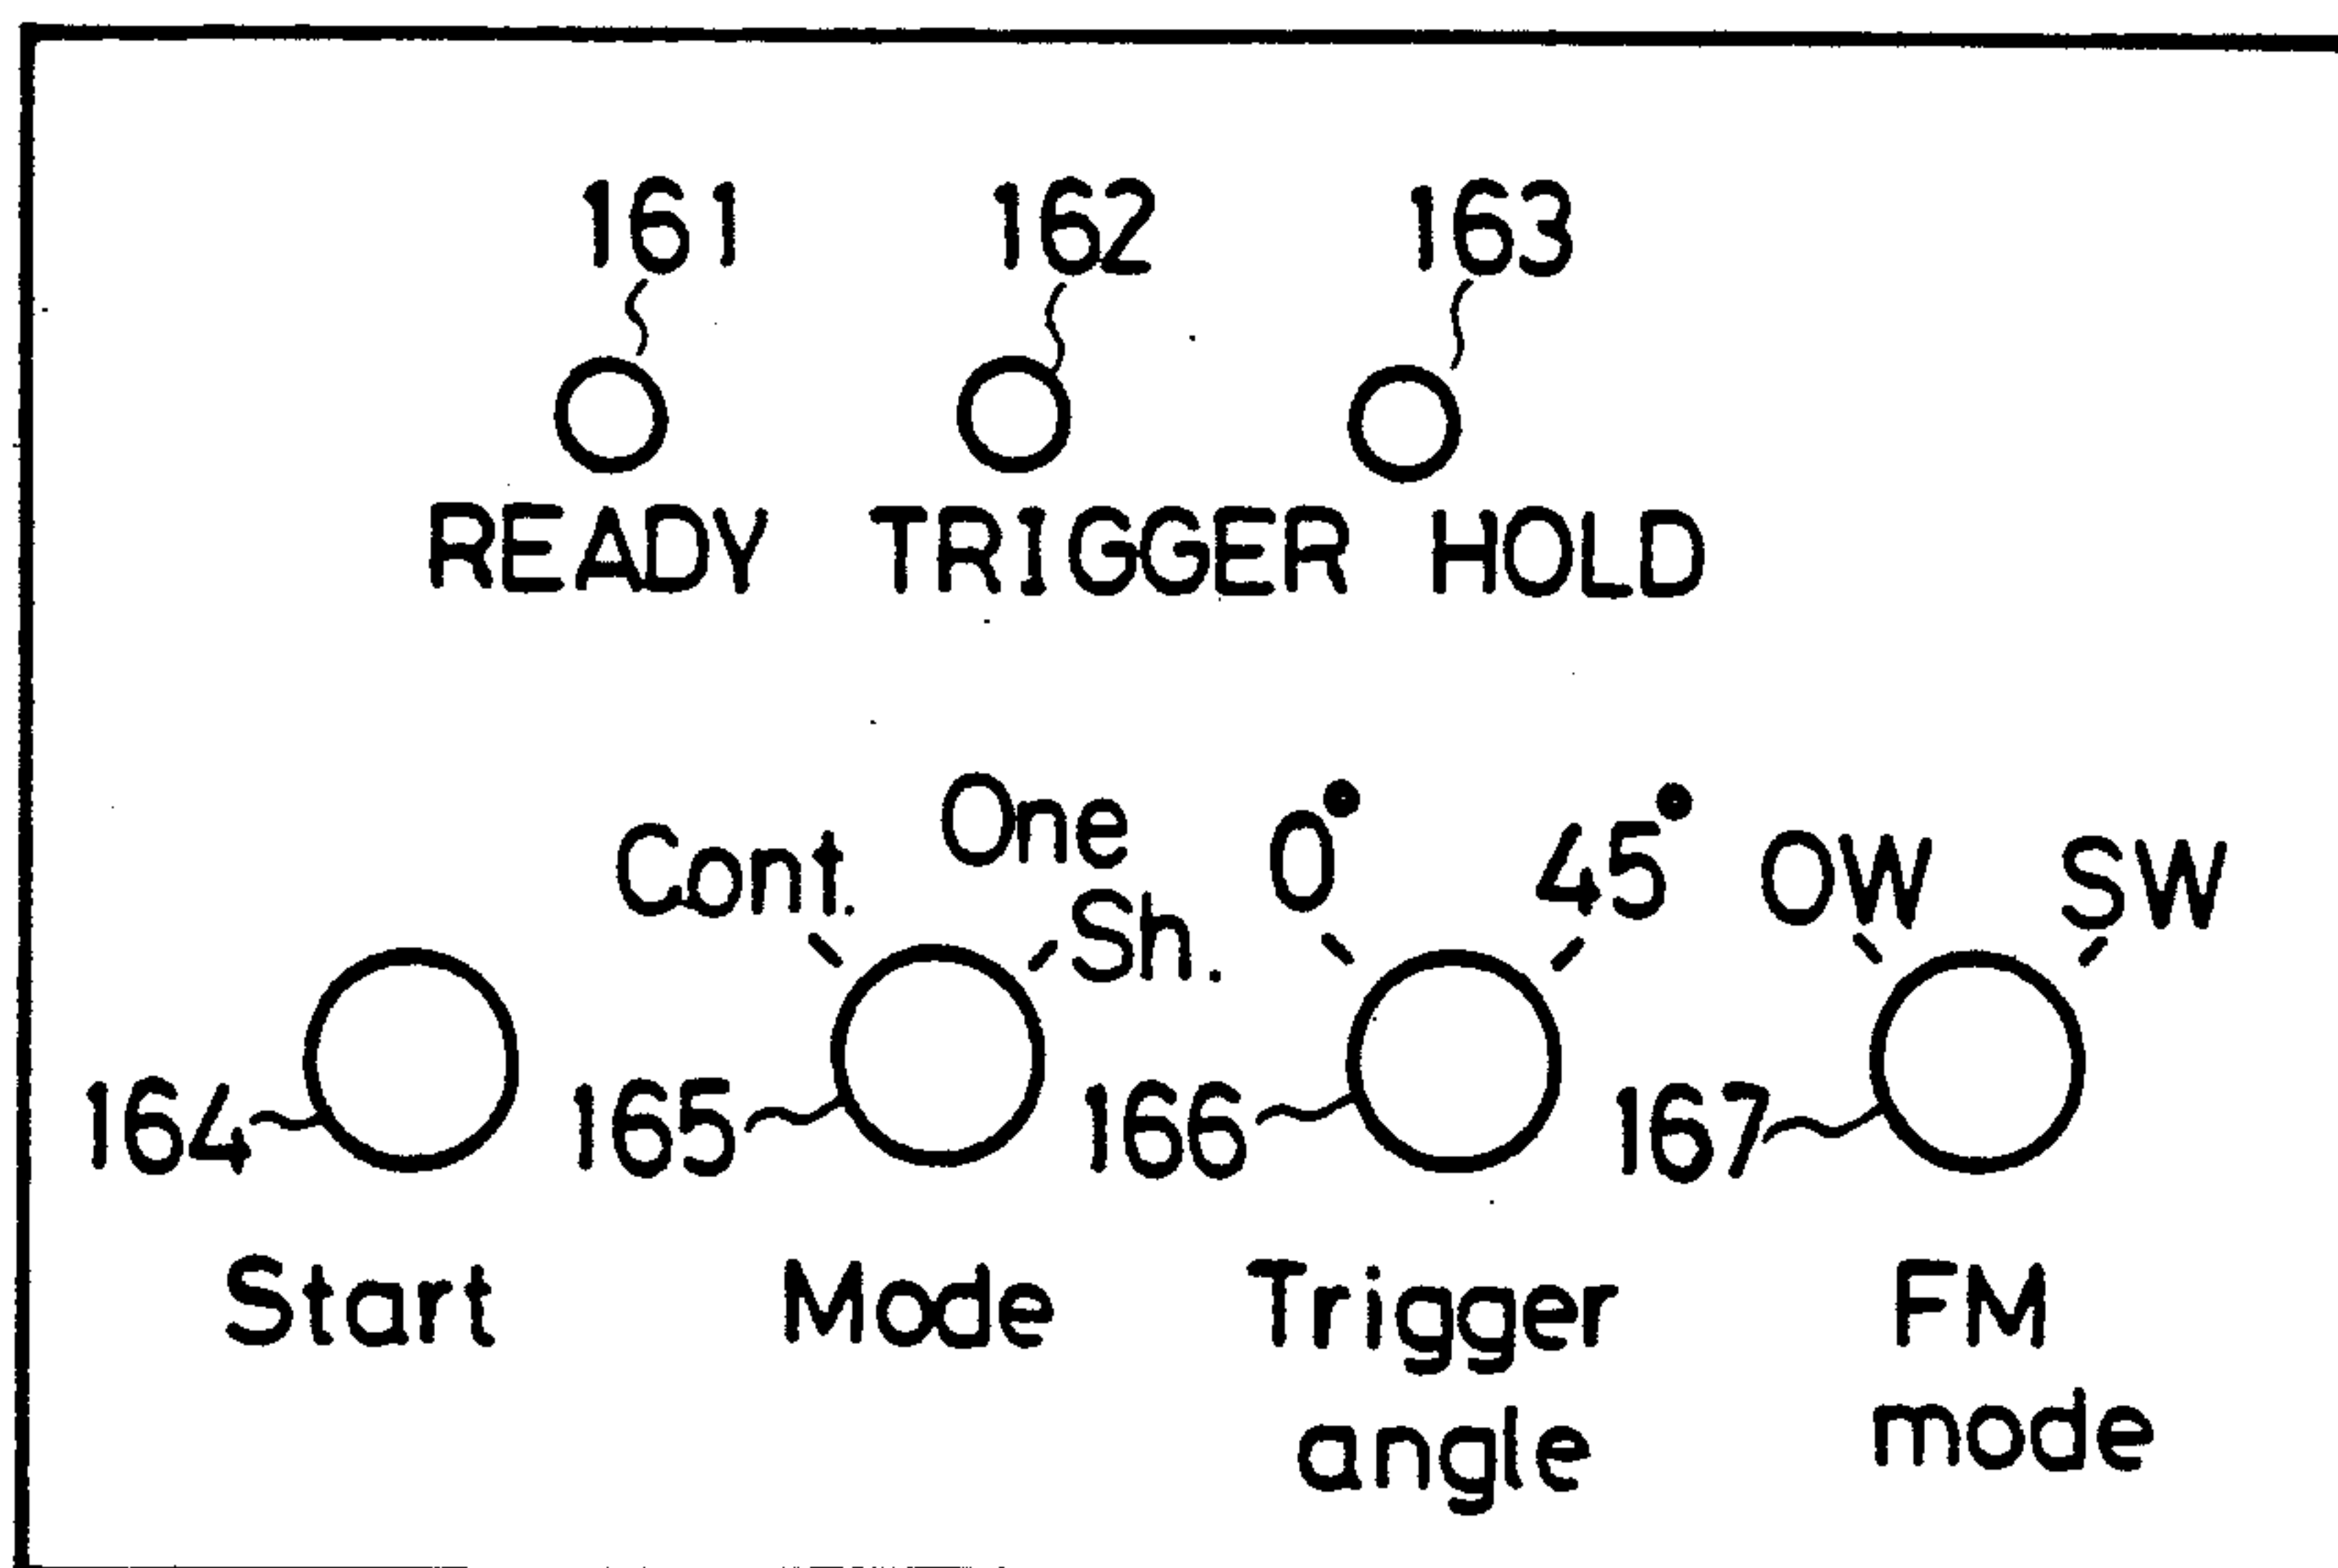 161 162 163
READY TRIGGER HOLD
Cont. One Sh. 0° 45° OW SW
164 165 166 167
Start Mode Trigger angle FM mode